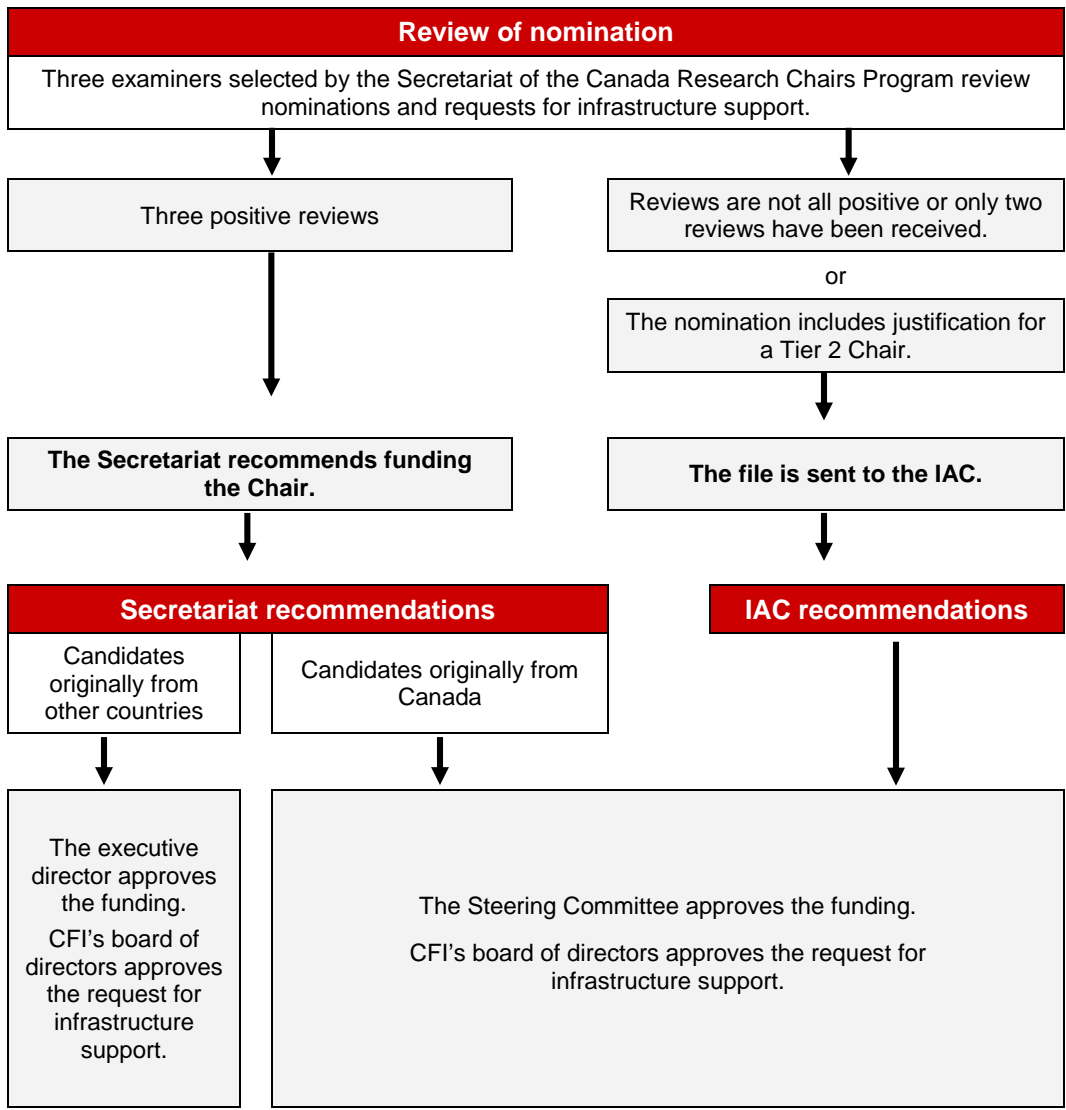 Review of nomination
Three examiners selected by the Secretariat of the Canada Research Chairs Program review
nominations and requests for infrastructure support.
Three positive reviews
Reviews are not all positive or only two
reviews have been received.
or
The nomination includes justification for
a Tier 2 Chair.
The Secretariat recommends funding
the Chair.
The file is sent to the IAC.
Secretariat recommendations
IAC recommendations
Candidates
originally from
other countries
Candidates originally from
Canada
The executive
director approves
the funding.
CFI's board of
directors approves
the request for
infrastructure
support.
The Steering Committee approves the funding.
CFI's board of directors approves the request for
infrastructure support.